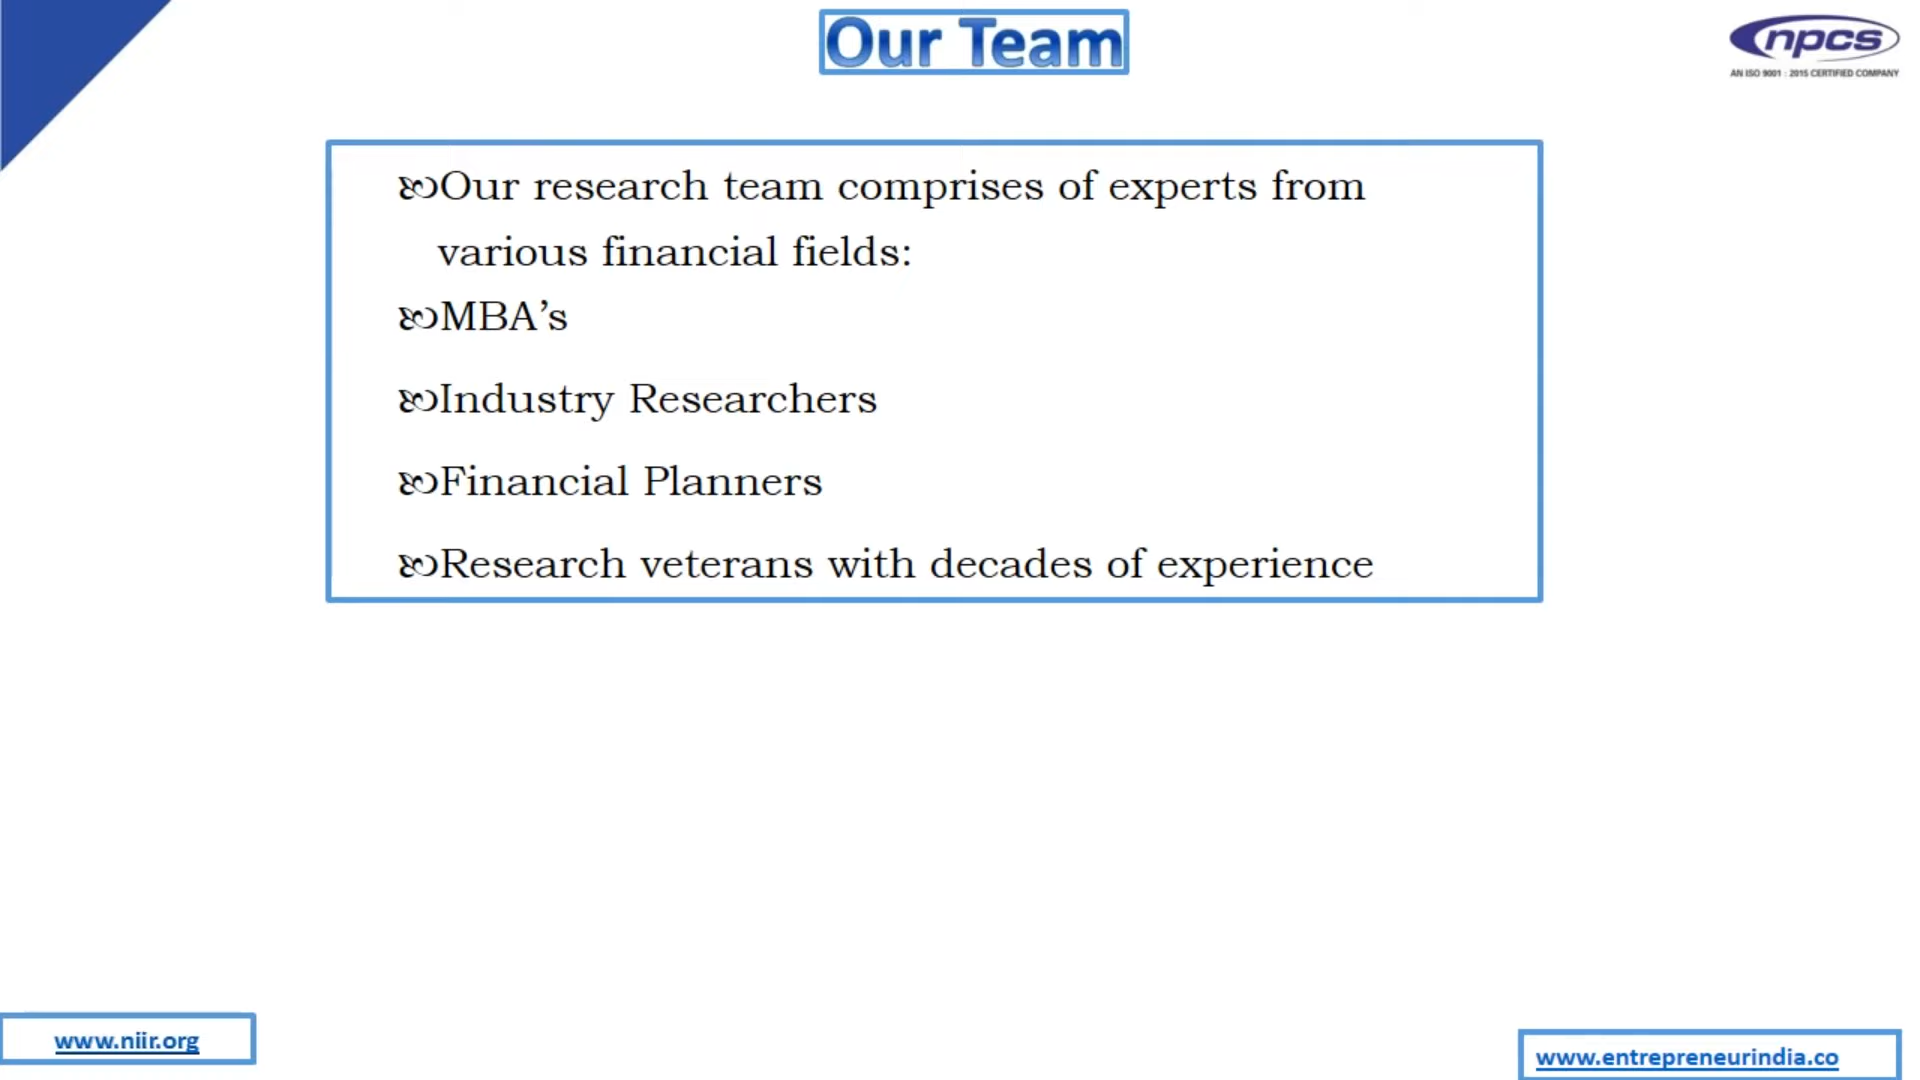 Our Team
npcs
AN ISO 9001 : 2015 CERTIFIED COMPANY
Our research team comprises of experts from
various financial fields:
MBA’s
Industry Researchers
Financial Planners
Research veterans with decades of experience
www.niir.org
www.entrepreneurindia.co